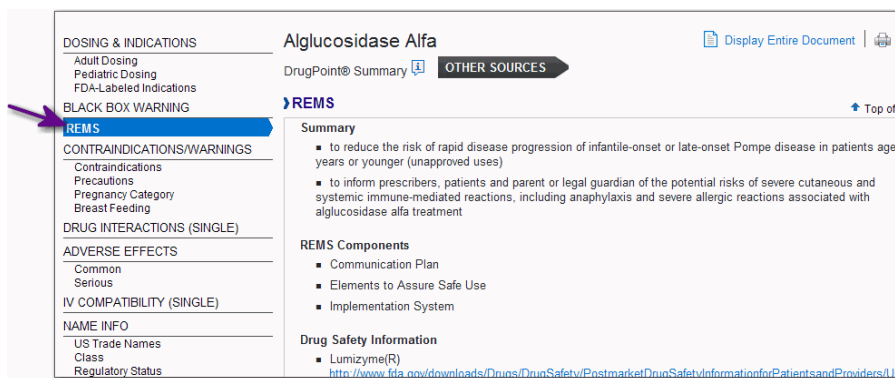 DOSING & INDICATIONS
Adult Dosing
Pediatric Dosing
FDA-Labeled Indications
BLACK BOX WARNING
REMS
CONTRAINDICATIONS/WARNINGS
Contraindications
Precautions
Pregnancy Category
Breast Feeding
DRUG INTERACTIONS (SINGLE)
ADVERSE EFFECTS
Common
Serious
IV COMPATIBILITY (SINGLE)
NAME INFO
US Trade Names
Class
Regulatory Status
Alglucosidase Alfa
Display Entire Document
DrugPoint® Summary
OTHER SOURCES
REMS
Top of
Summary
to reduce the risk of rapid disease progression of infantile-onset or late-onset Pompe disease in patients age
years or younger (unapproved uses)
to inform prescribers, patients and parent or legal guardian of the potential risks of severe cutaneous and
systemic immune-mediated reactions, including anaphylaxis and severe allergic reactions associated with
alglucosidase alfa treatment
REMS Components
Communication Plan
Elements to Assure Safe Use
Implementation System
Drug Safety Information
Lumizyme(R)
http://www.fda.gov/downloads/Drugs/DrugSafety/PostmarketDrugSafetyInformationforPatientsandProviders/U